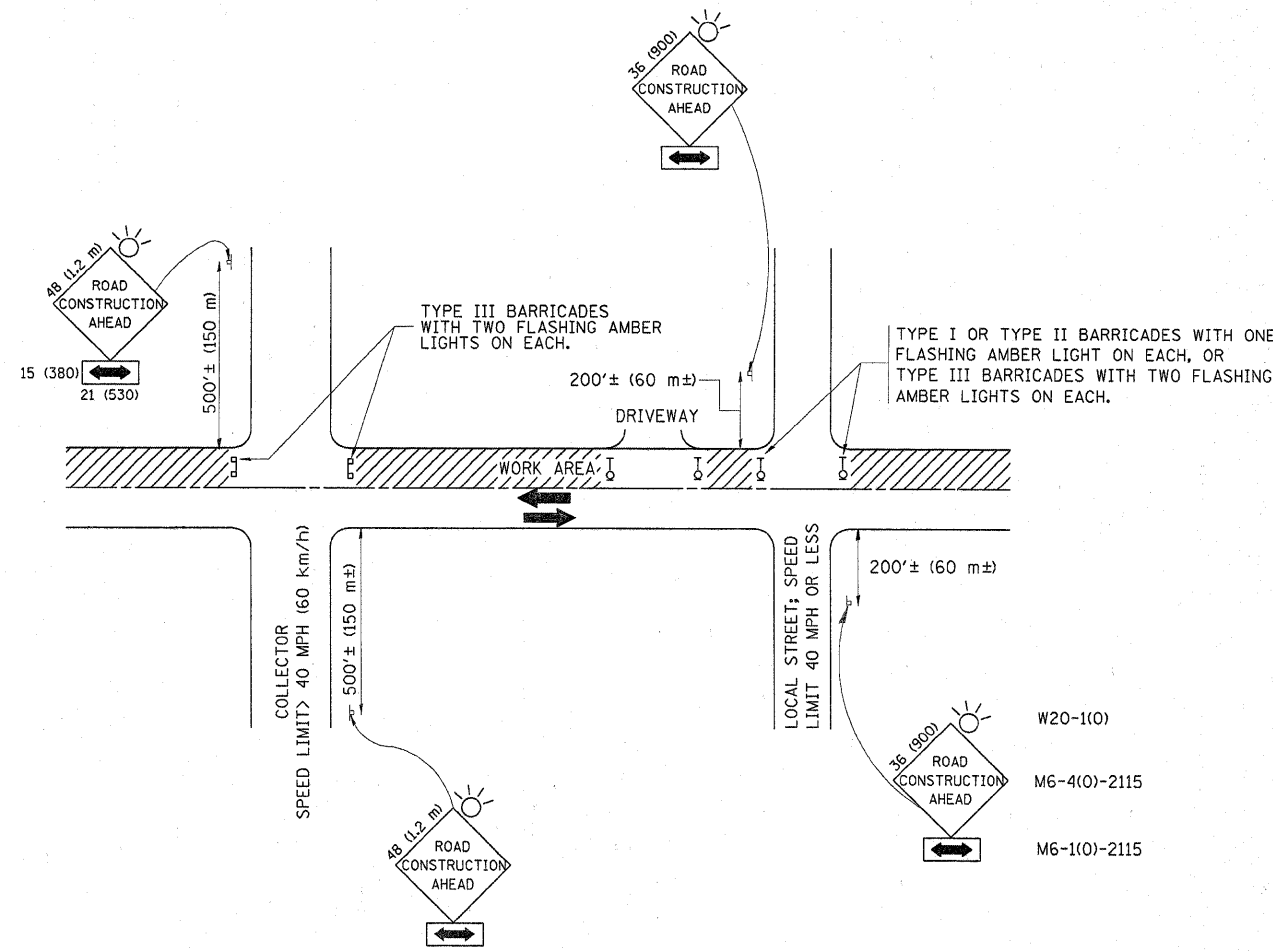 36 (900)
ROAD
CONSTRUCTION
AHEAD
48 (1.2 m)
ROAD
CONSTRUCTION
AHEAD
15 (380)
21 (530)
500'± (150 m)
TYPE III BARRICADES
WITH TWO FLASHING AMBER
LIGHTS ON EACH.
200'± (60 m±)
DRIVEWAY
TYPE I OR TYPE II BARRICADES WITH ONE
FLASHING AMBER LIGHT ON EACH, OR
TYPE III BARRICADES WITH TWO FLASHING
AMBER LIGHTS ON EACH.
WORK AREA
COLLECTOR
SPEED LIMIT> 40 MPH (60 km/h)
500'± (150 m±)
LOCAL STREET; SPEED
LIMIT 40 MPH OR LESS
200'± (60 m±)
48 (1.2 m)
ROAD
CONSTRUCTION
AHEAD
36 (900)
ROAD
CONSTRUCTION
AHEAD
W20-1(O)
M6-4(O)-2115
M6-1(O)-2115